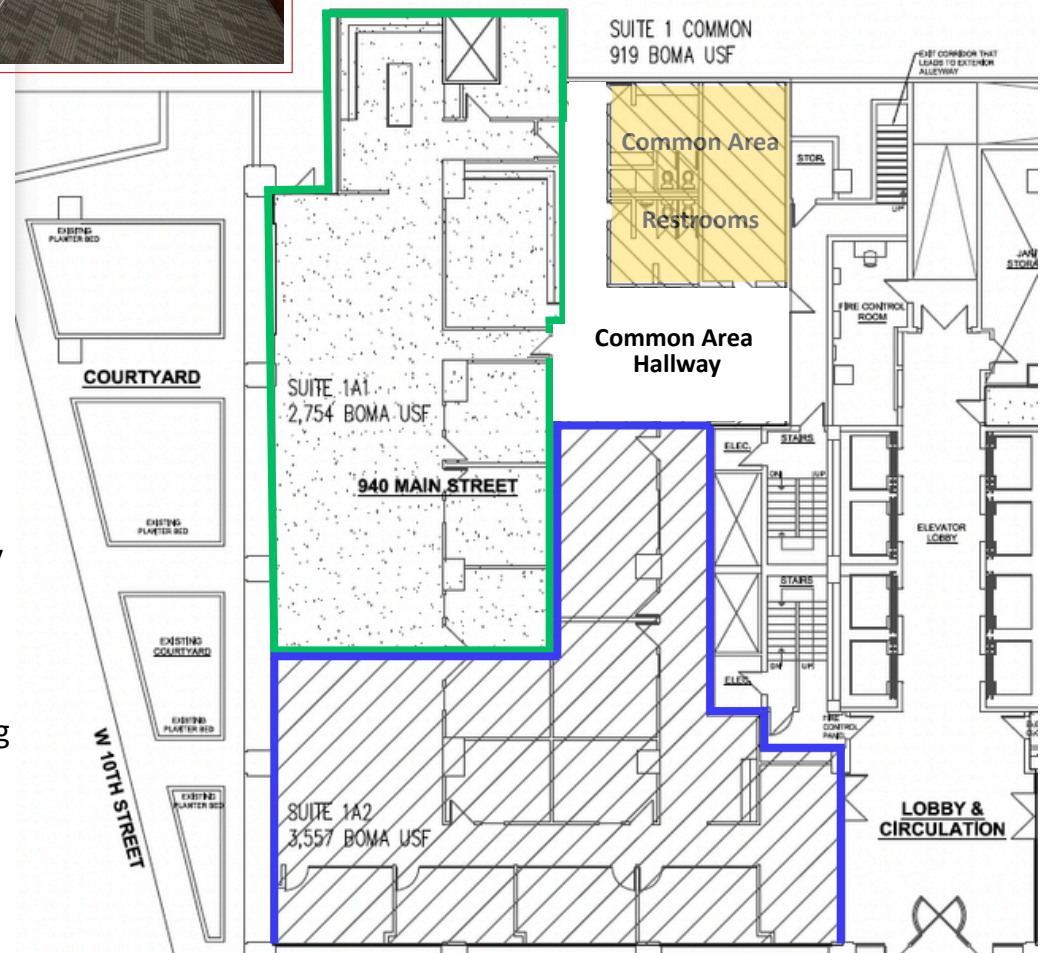 SUITE 1 COMMON
919 BOMA USF
EXIT CORRIDOR THAT
LEADS TO EXTERIOR
ALLEYWAY
Common Area
Restrooms
STOR.
UP
EXISTING
PLANTER BED
FIRE CONTROL
ROOM
Common Area
Hallway
COURTYARD
SUITE 1A1
2,754 BOMA USF
940 MAIN STREET
ELEC.
STAIRS
DN
UP
EXISTING
PLANTER BED
ELEVATOR
LOBBY
STAIRS
EXISTING
COURTYARD
DN
UP
ELEC.
EXISTING
PLANTER BED
FIRE
CONTROL
PANEL
W 10TH STREET
EXISTING
PLANTER BED
SUITE 1A2
3,557 BOMA USF
LOBBY &
CIRCULATION